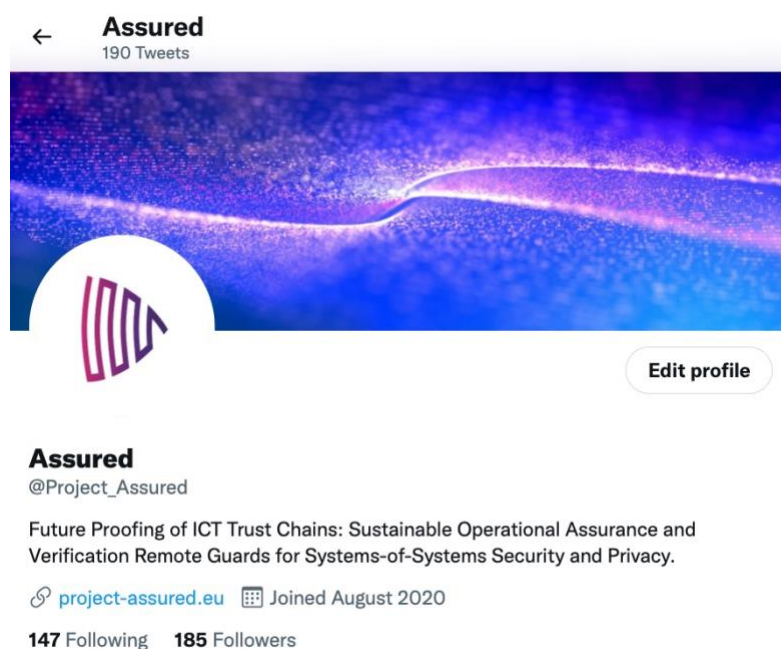 Assured
190 Tweets
Edit profile
Assured
@Project_Assured
Future Proofing of ICT Trust Chains: Sustainable Operational Assurance and
Verification Remote Guards for Systems-of-Systems Security and Privacy.
project-assured.eu Joined August 2020
147 Following 185 Followers